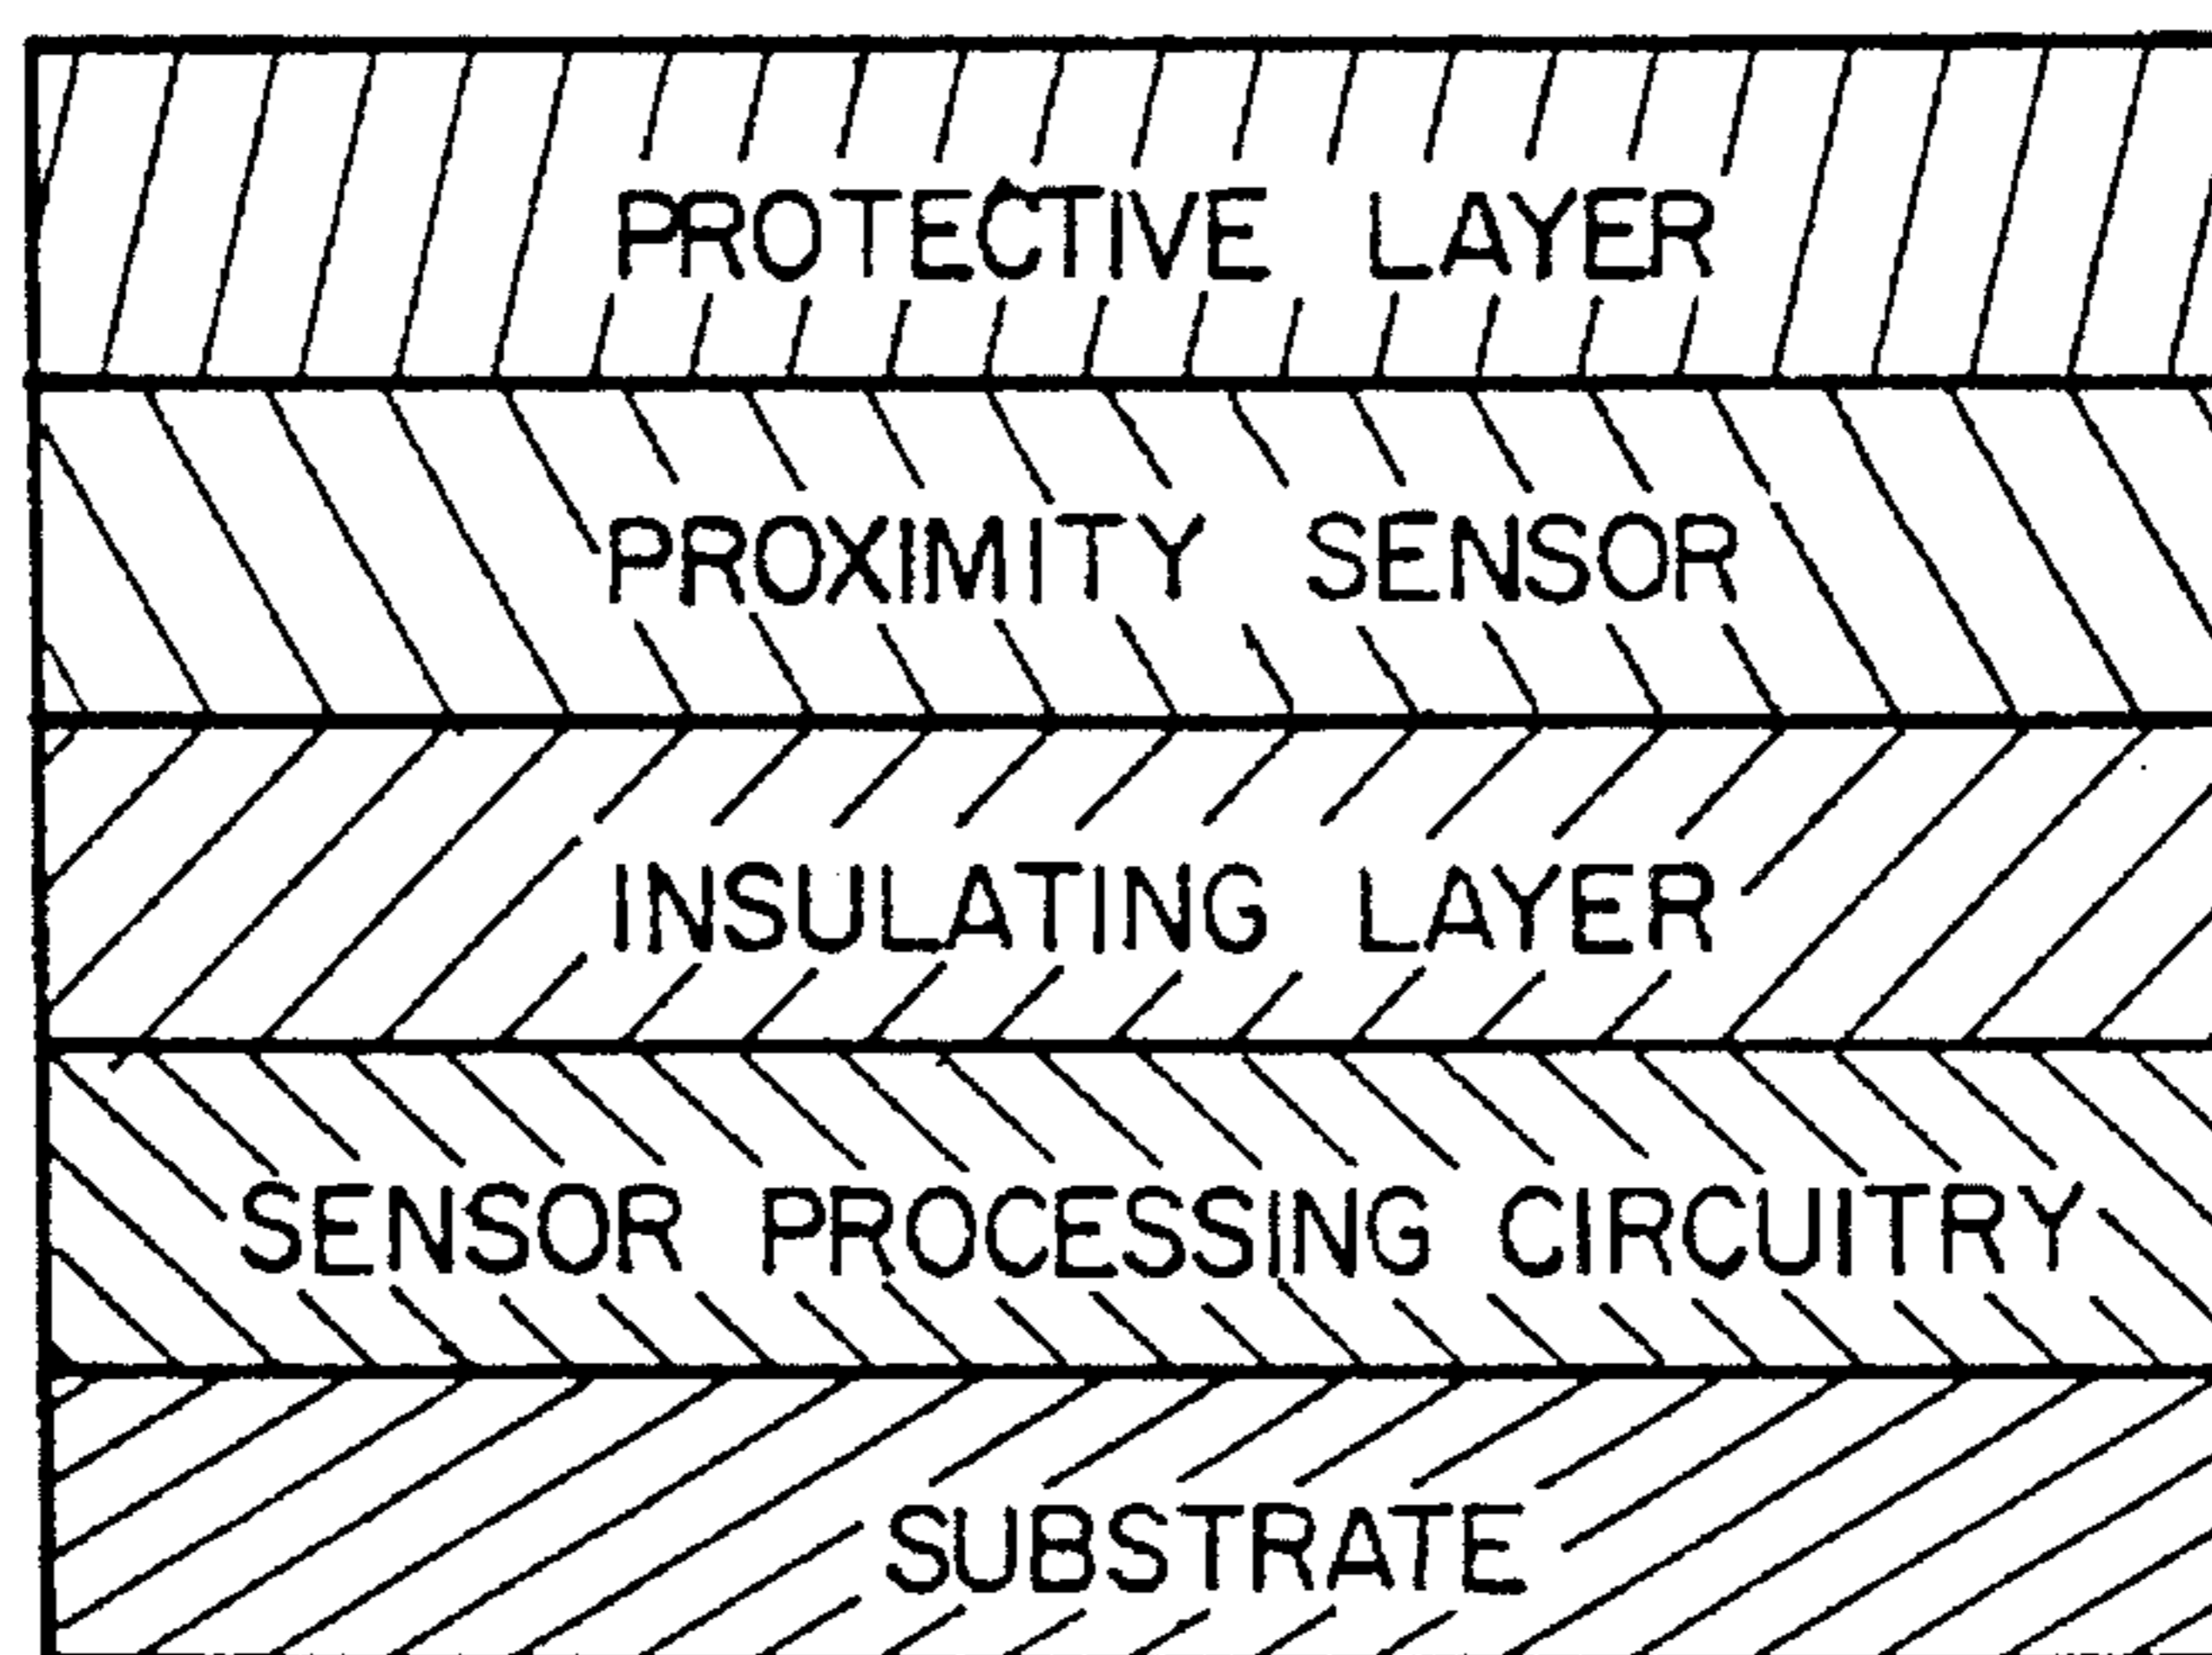 PROTECTIVE LAYER
PROXIMITY SENSOR
INSULATING LAYER
SENSOR PROCESSING CIRCUITRY
SUBSTRATE